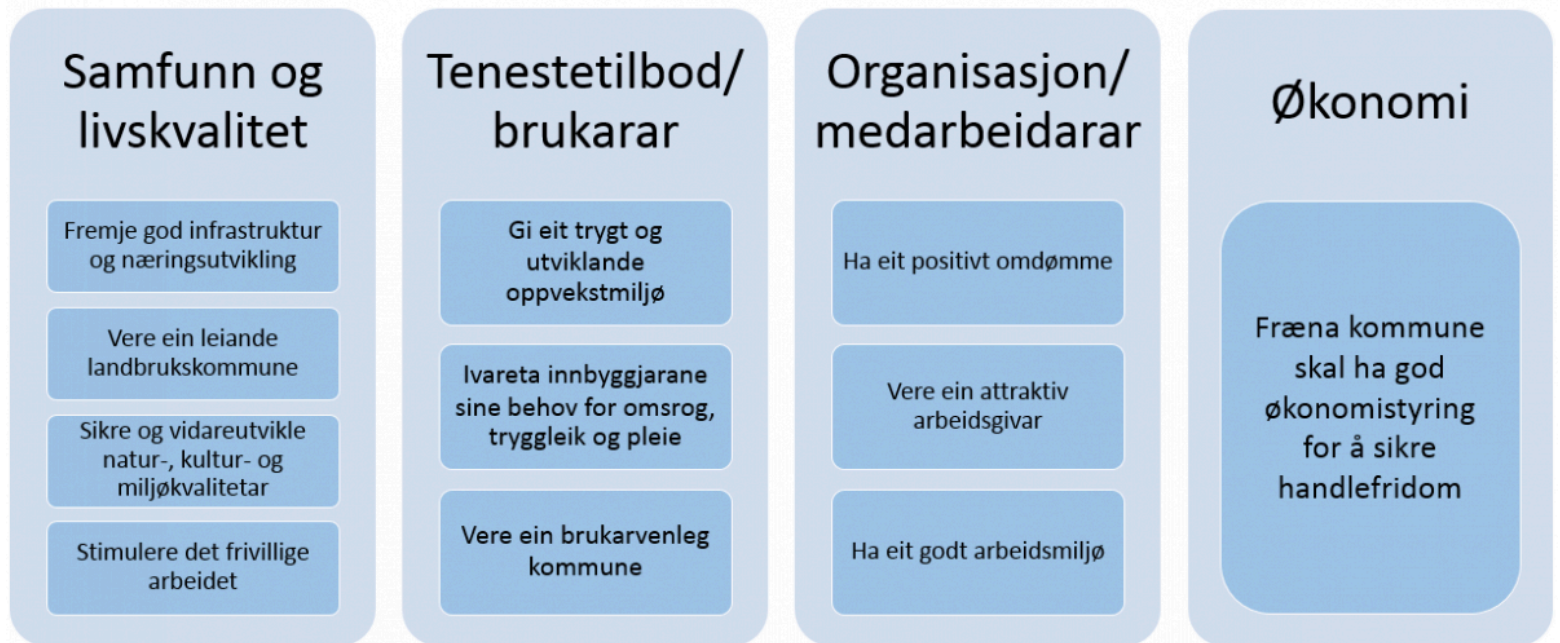 Samfunn og
livskvalitet
Fremje god infrastruktur
og næringsutvikling
Vere ein leiande
landbrukskommune
Sikre og vidareutvikle
natur-, kultur- og
miljøkvalitetar
Stimulere det frivillige
arbeidet
Tenestetilbod/
brukarar
Gi eit trygt og
utviklande
oppvekstmiljø
Ivareta innbyggjarane
sine behov for omsrog,
tryggleik og pleie
Vere ein brukarvenleg
kommune
Organisasjon/
medarbeidarar
Ha eit positivt omdømme
Vere ein attraktiv
arbeidsgivar
Ha eit godt arbeidsmiljø
Økonomi
Fræna kommune
skal ha god
økonomistyring
for å sikre
handlefridom